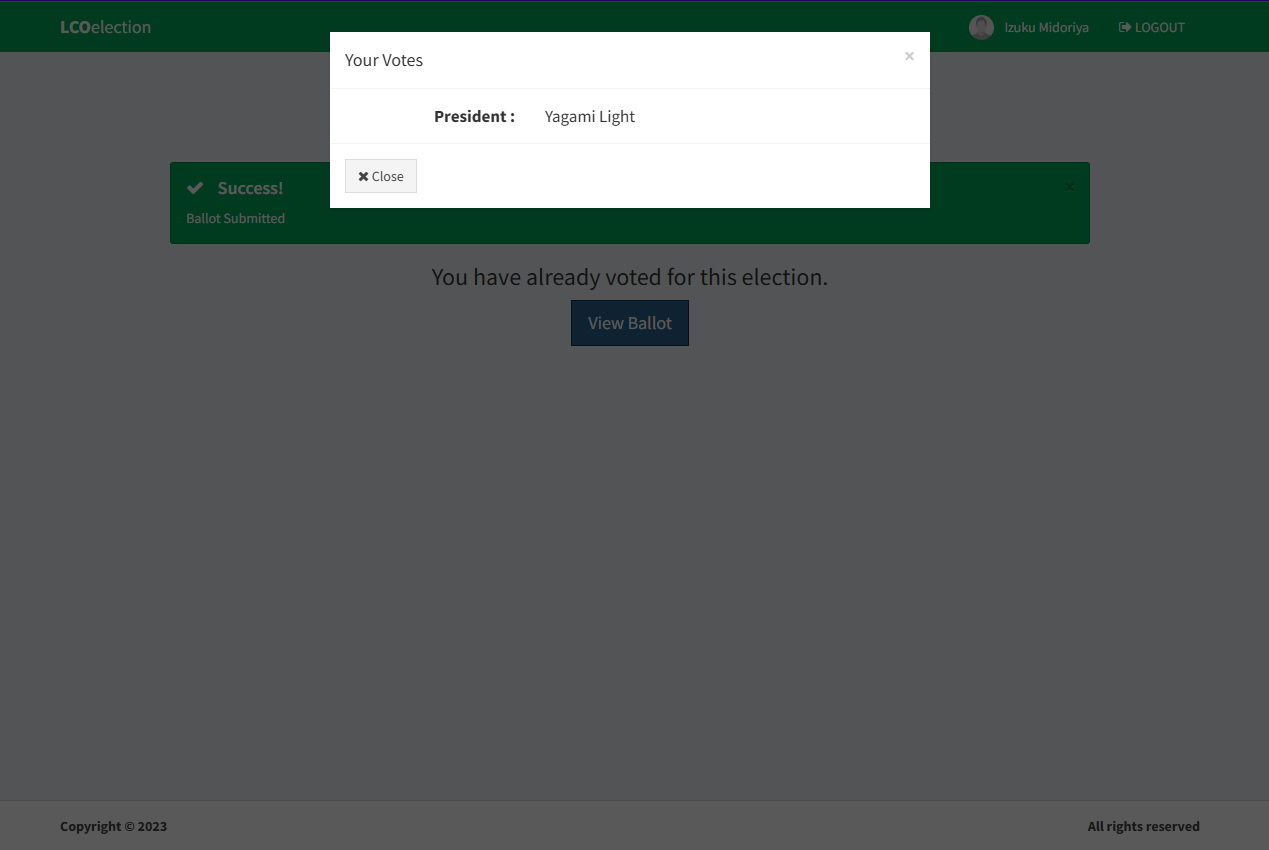 LCOelection
Izuku Midoriya
LOGOUT
Your Votes
×
President :
Yagami Light
Close
Success!
×
Ballot Submitted
You have already voted for this election.
View Ballot
Copyright © 2023
All rights reserved